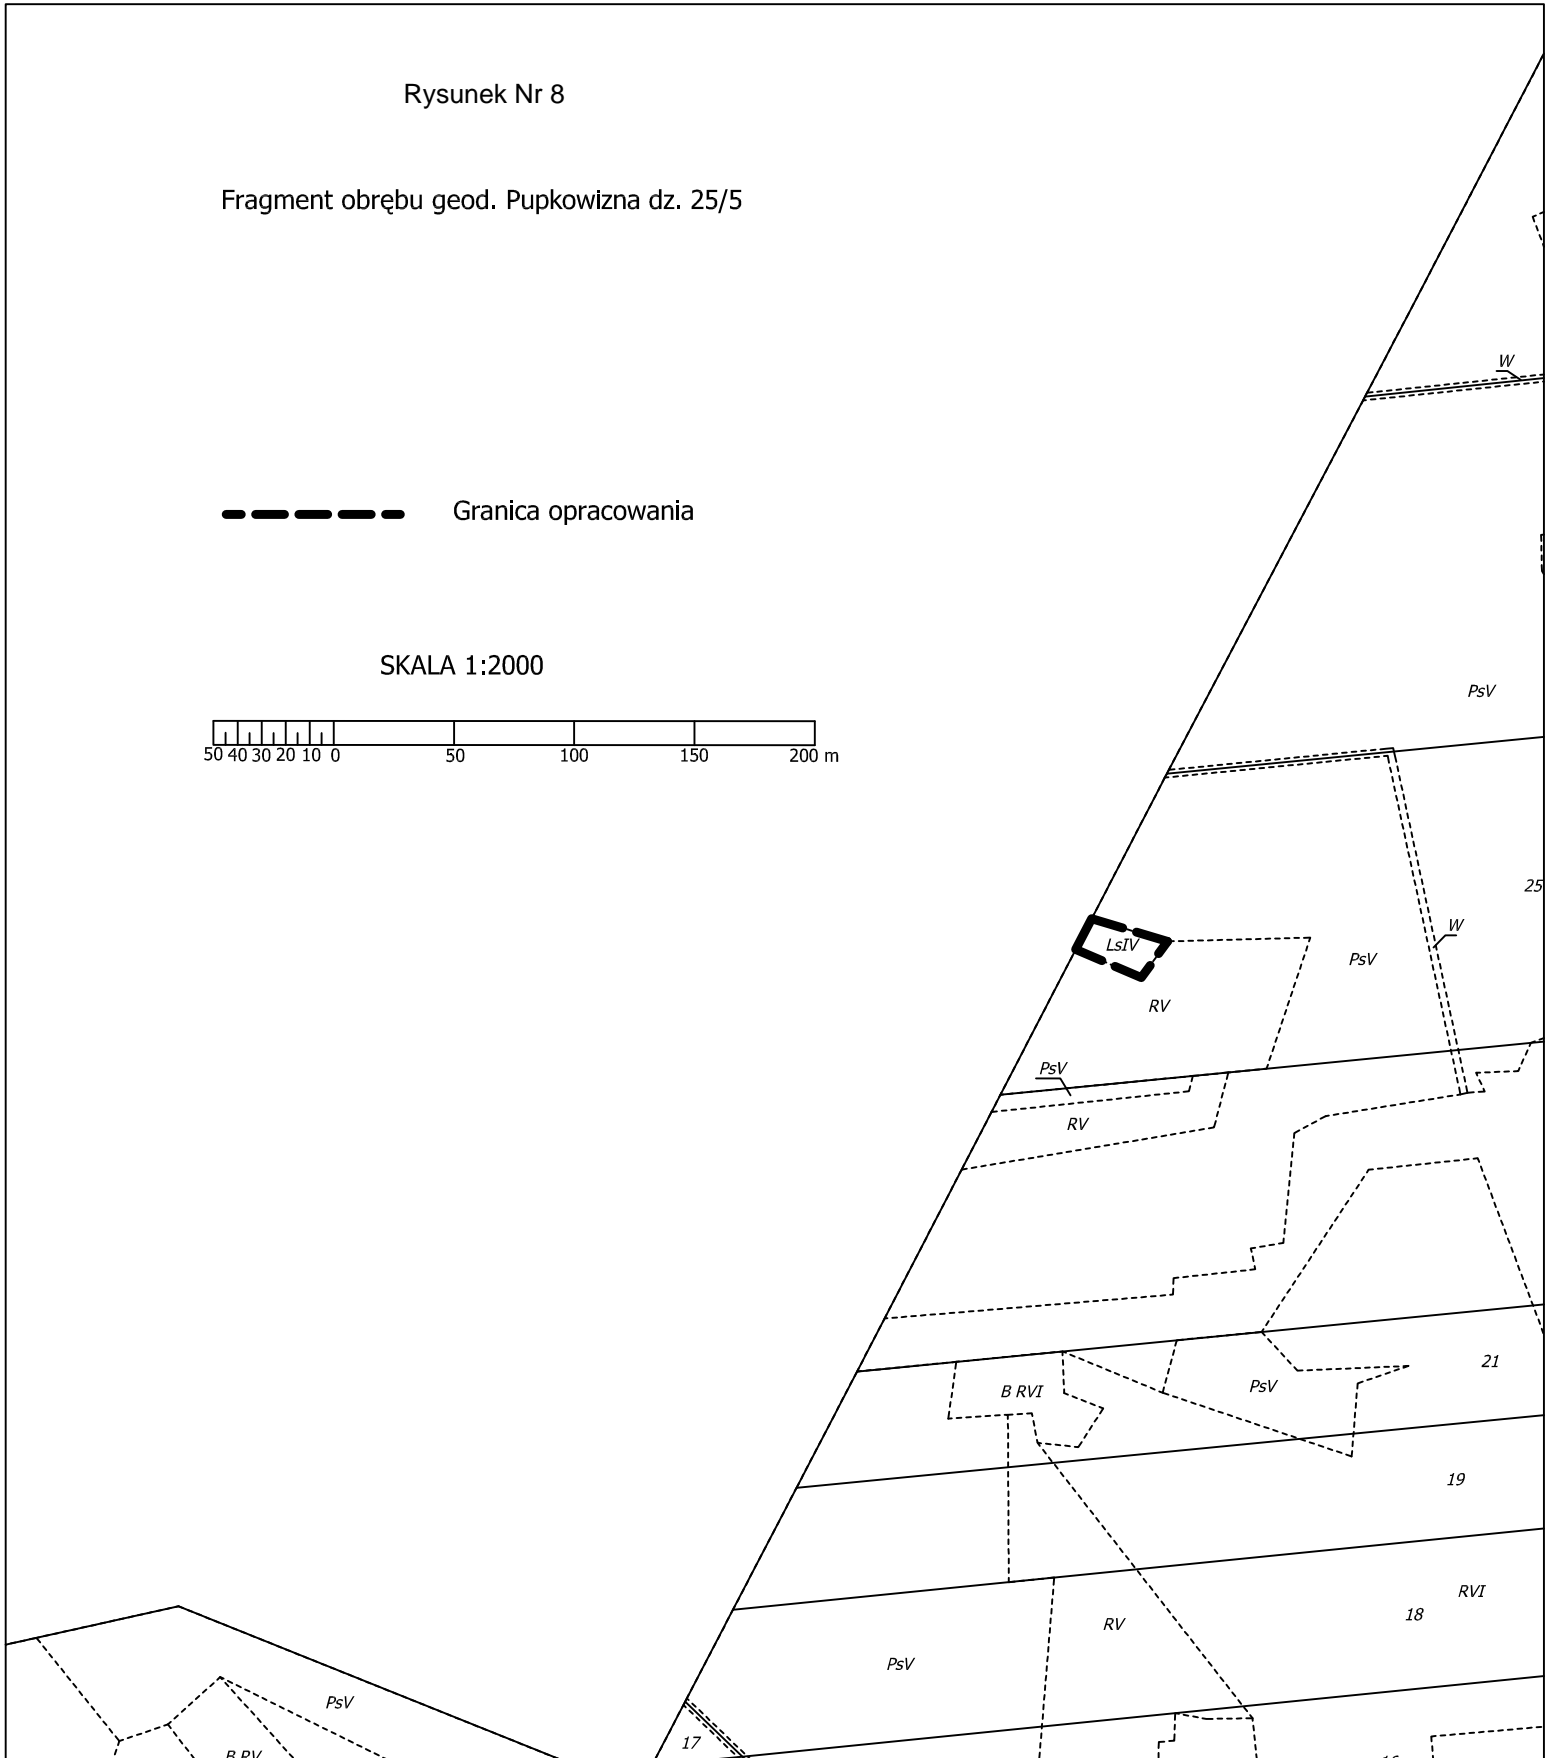 Rysunek Nr 8
Fragment obrębu geod. Pupkowizna dz. 25/5
W
Granica opracowania
SKALA 1:2000
PsV
50 40 30 20 10 0 50 100 150 200 m
25
W
LsIV
PsV
RV
PsV
RV
21
B RVI
PsV
19
RVI
18
RV
PsV
PsV
17
B RV
16